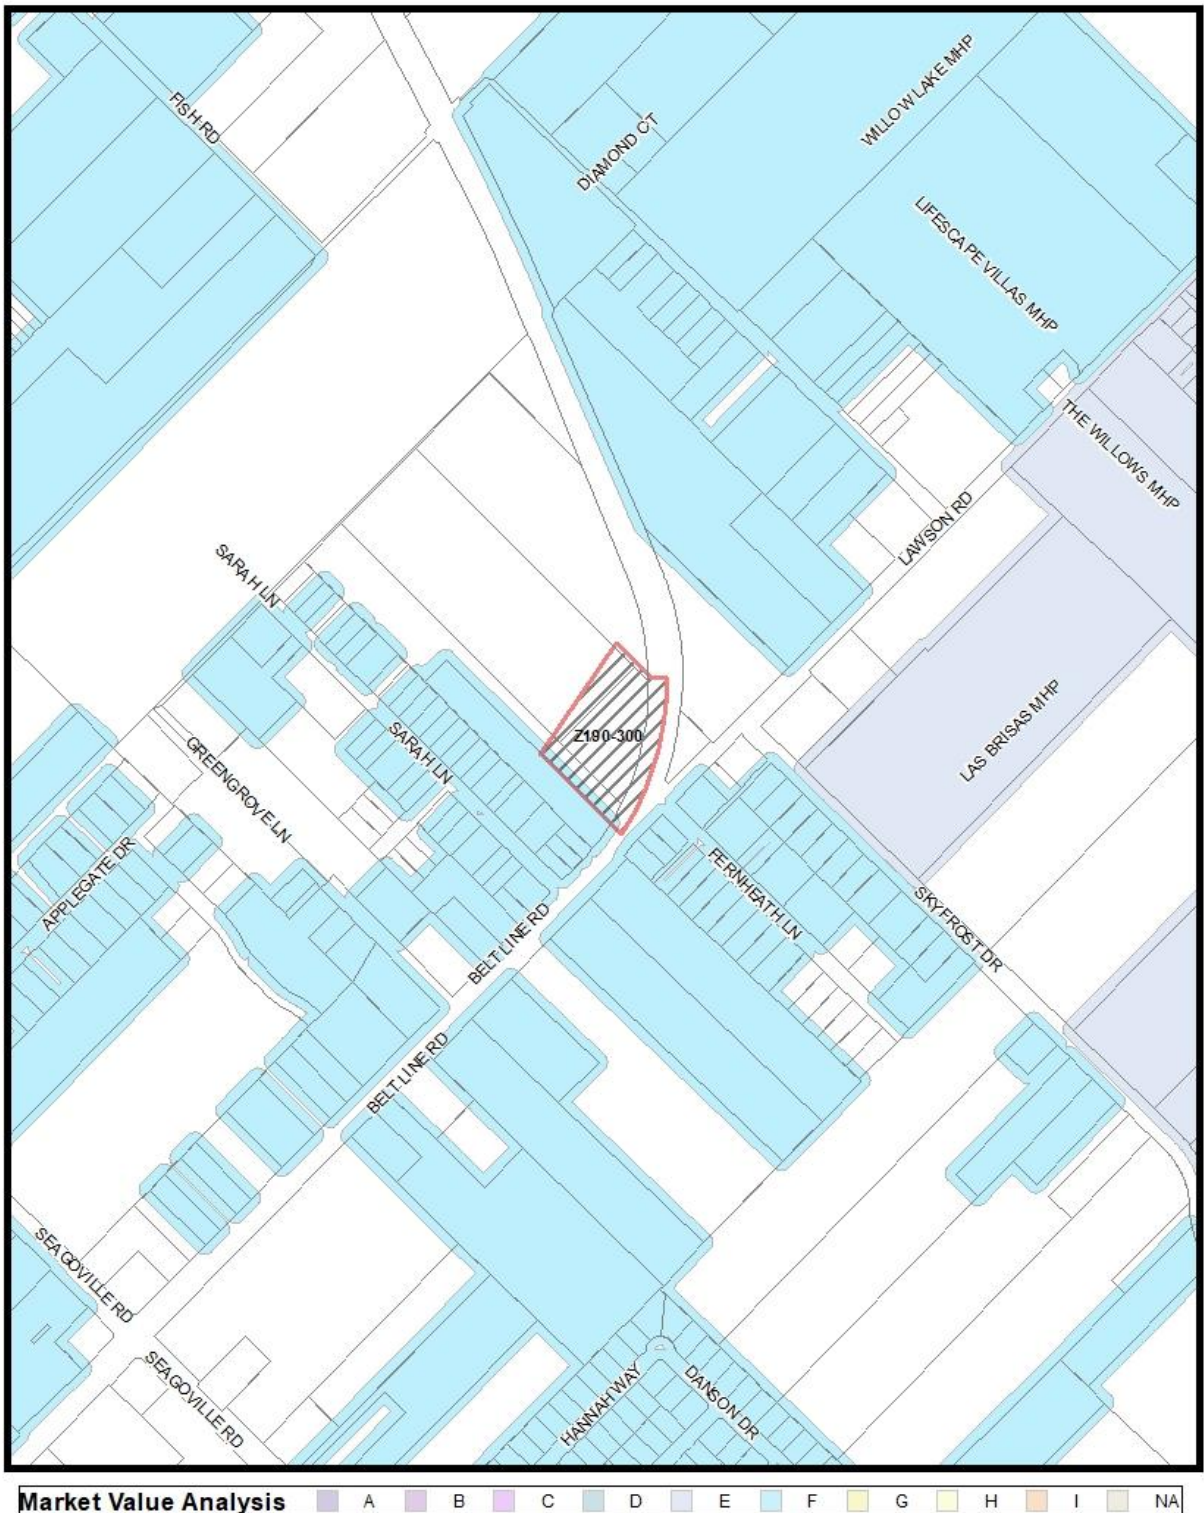 FISH RD
DIAMOND CT
WILLOW LAKE MHP
LIFESCAPE VILLAS MHP
THE WILLOWS MHP
LAWSON RD
SARAH LN
LAS BRISAS MHP
Z190-300
SARAH LN
GREENGROVE LN
APPLEGATE DR
FERNHEATH LN
SKYFROST DR
BELT LINE RD
BELT LINE RD
SEAGOVILLE RD
SEAGOVILLE RD
HANNAH WAY
DANSON DR
Market Value Analysis A B C D E F G H I NA